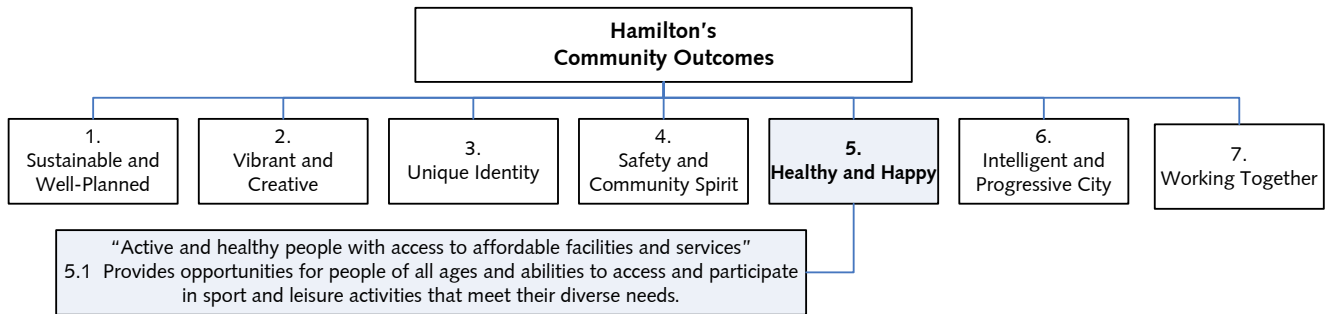 Hamilton's
Community Outcomes
1.
Sustainable and
Well-Planned
2.
Vibrant and
Creative
3.
Unique Identity
4.
Safety and
Community Spirit
5.
Healthy and Happy
6.
Intelligent and
Progressive City
7.
Working Together
“Active and healthy people with access to affordable facilities and services”
5.1 Provides opportunities for people of all ages and abilities to access and participate
in sport and leisure activities that meet their diverse needs.